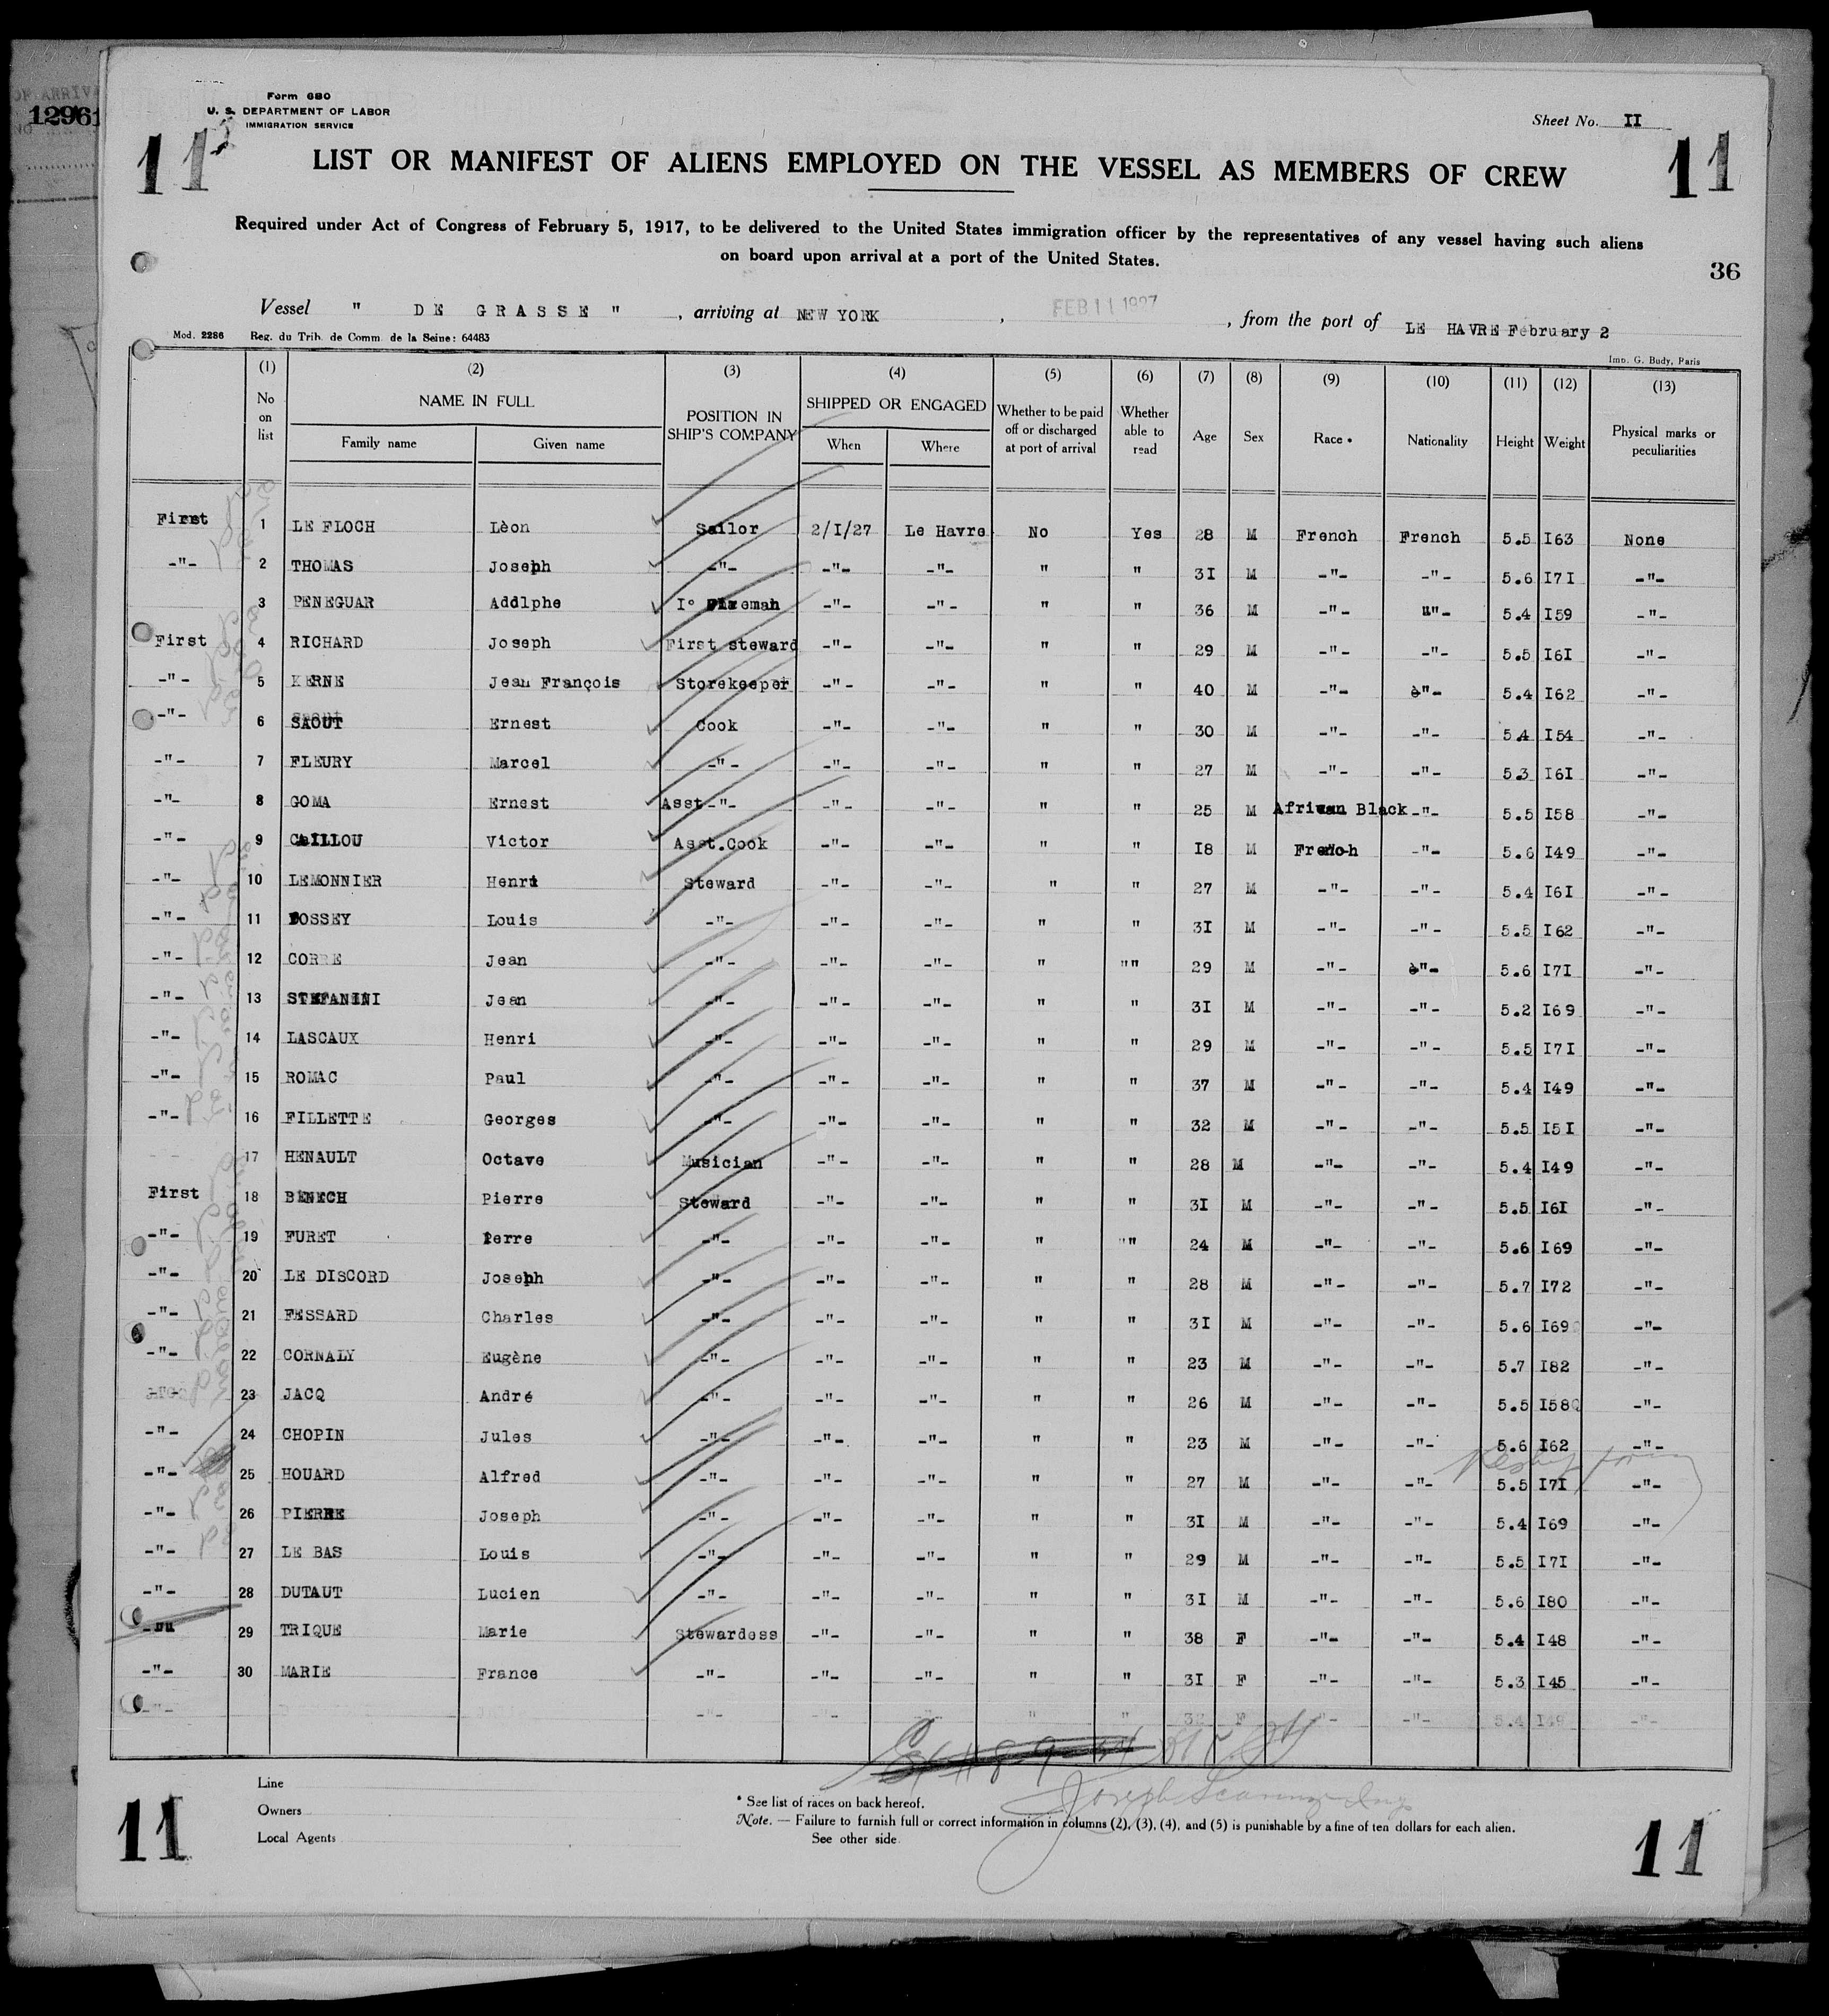 OF ARRIV
12961
Form 680
U. S. DEPARTMENT OF LABOR
IMMIGRATION SERVICE
Sheet No. II
11
11
LIST OR MANIFEST OF ALIENS EMPLOYED ON THE VESSEL AS MEMBERS OF CREW
Required under Act of Congress of February 5, 1917, to be delivered to the United States immigration officer by the representatives of any vessel having such aliens
on board upon arrival at a port of the United States.
36
Vessel " DE GRASSE ", arriving at NEW YORK, FEB 11 1927, from the port of LE HAVRE February 2
Mod. 2286 Reg. du Trib. de Comm. de la Seine: 64483
Imp. G. Budy, Paris
(1) (2) (3) (4) (5) (6) (7) (8) (9) (10) (11) (12) (13)
No on list NAME IN FULL Family name Given name POSITION IN SHIP'S COMPANY SHIPPED OR ENGAGED When Where Whether to be paid off or discharged at port of arrival Whether able to read Age Sex Race * Nationality Height Weight Physical marks or peculiarities
First 1 LE FLOCH Lèon Sailor 2/I/27 Le Havre No Yes 28 M French French 5.5 I63 None
-"- 2 THOMAS Joseph -"- -"- -"- " " 3I M -"- -"- 5.6 I7I -"-
3 PENEGUAR Addlphe I° Fireman -"- -"- " " 36 M -"- "- 5.4 I59 -"-
First 4 RICHARD Joseph First steward -"- -"- " " 29 M -"- -"- 5.5 I6I -"-
-"- 5 KERNE Jean François Storekeeper -"- -"- " " 40 M -"- -"- 5.4 I62 -"-
-"- 6 SAOUT Ernest Cook -"- -"- " " 30 M -"- -"- 5.4 I54 -"-
-"- 7 FLEURY Marcel -"- -"- -"- " " 27 M -"- -"- 5.3 I6I -"-
-"- 8 GOMA Ernest Asst-"- -"- -"- " " 25 M African Black -"- 5.5 I58 -"-
-"- 9 CAILLOU Victor Asst.Cook -"- -"- " " I8 M French -"- 5.6 I49 -"-
-"- 10 LEMONNIER Henri Steward -"- -"- " " 27 M -"- -"- 5.4 I6I -"-
-"- 11 BOSSEY Louis -"- -"- -"- " " 3I M -"- -"- 5.5 I62 -"-
-"- 12 CORRE Jean -"- -"- -"- " "" 29 M -"- -"- 5.6 I7I -"-
-"- 13 STEFANINI Jean -"- -"- -"- " " 3I M -"- -"- 5.2 I69 -"-
-"- 14 LASCAUX Henri -"- -"- -"- " " 29 M -"- -"- 5.5 I7I -"-
-"- 15 ROMAC Paul -"- -"- -"- " " 37 M -"- -"- 5.4 I49 -"-
-"- 16 FILLETTE Georges -"- -"- -"- " " 32 M -"- -"- 5.5 I5I -"-
17 HENAULT Octave Musician -"- -"- " " 28 M -"- -"- 5.4 I49 -"-
First 18 BENECH Pierre Steward -"- -"- " " 3I M -"- -"- 5.5 I6I -"-
-"- 19 FURET Ierre -"- -"- -"- " "" 24 M -"- -"- 5.6 I69 -"-
-"- 20 LE DISCORD Joseph -"- -"- -"- " " 28 M -"- -"- 5.7 I72 -"-
-"- 21 FESSARD Charles -"- -"- -"- " " 3I M -"- -"- 5.6 I69 -"-
-"- 22 CORNALY Eugène -"- -"- -"- " " 23 M -"- -"- 5.7 I82 -"-
23 JACQ André -"- -"- -"- " " 26 M -"- -"- 5.5 I58 -"-
-"- 24 CHOPIN Jules -"- -"- -"- " " 23 M -"- -"- 5.6 I62 -"-
-"- 25 HOUARD Alfred -"- -"- -"- " " 27 M -"- -"- 5.5 I7I -"-
-"- 26 PIERRE Joseph -"- -"- -"- " " 3I M -"- -"- 5.4 I69 -"-
-"- 27 LE BAS Louis -"- -"- -"- " " 29 M -"- -"- 5.5 I7I -"-
-"- 28 DUTAUT Lucien -"- -"- -"- " " 3I M -"- -"- 5.6 I80 -"-
29 TRIQUE Marie Stewardess -"- -"- " " 38 F -"- -"- 5.4 I48 -"-
-"- 30 MARIE France -"- -"- -"- " " 3I F -"- -"- 5.3 I45 -"-
-"- -"- -"- -"- " " 32 F -"- -"- 5.4 I49 -"-
Line
Owners
Local Agents
* See list of races on back hereof.
Note. — Failure to furnish full or correct information in columns (2), (3), (4), and (5) is punishable by a fine of ten dollars for each alien.
See other side
Joseph
11
11